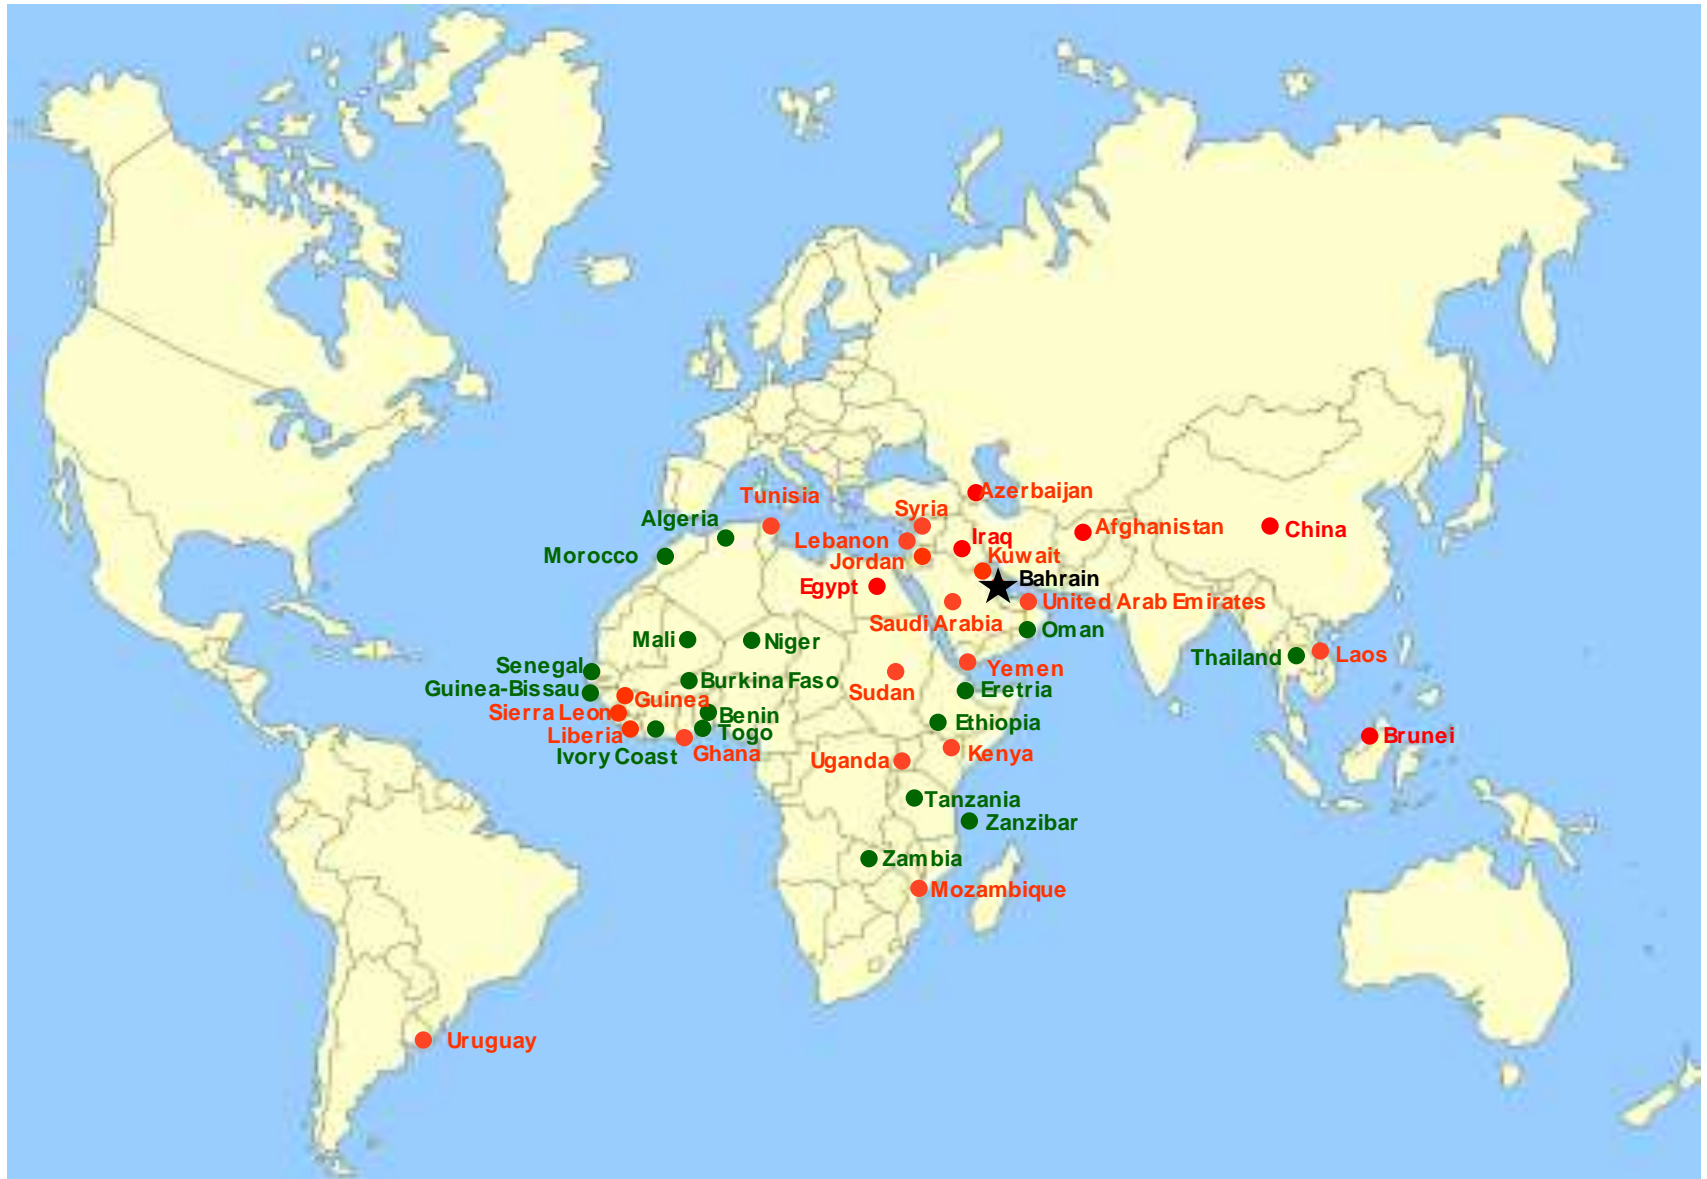 Azerbaijan
Tunisia
Syria
Algeria
Afghanistan
China
Iraq
Lebanon
Morocco
Kuwait
Jordan
Bahrain
Egypt
United Arab Emirates
Saudi Arabia
Oman
Mali
Niger
Thailand
Laos
Senegal
Yemen
Burkina Faso
Guinea-Bissau
Eretria
Sudan
Guinea
Sierra Leon
Benin
Ethiopia
Togo
Liberia
Brunei
Ghana
Kenya
Ivory Coast
Uganda
Tanzania
Zanzibar
Zambia
Mozambique
Uruguay